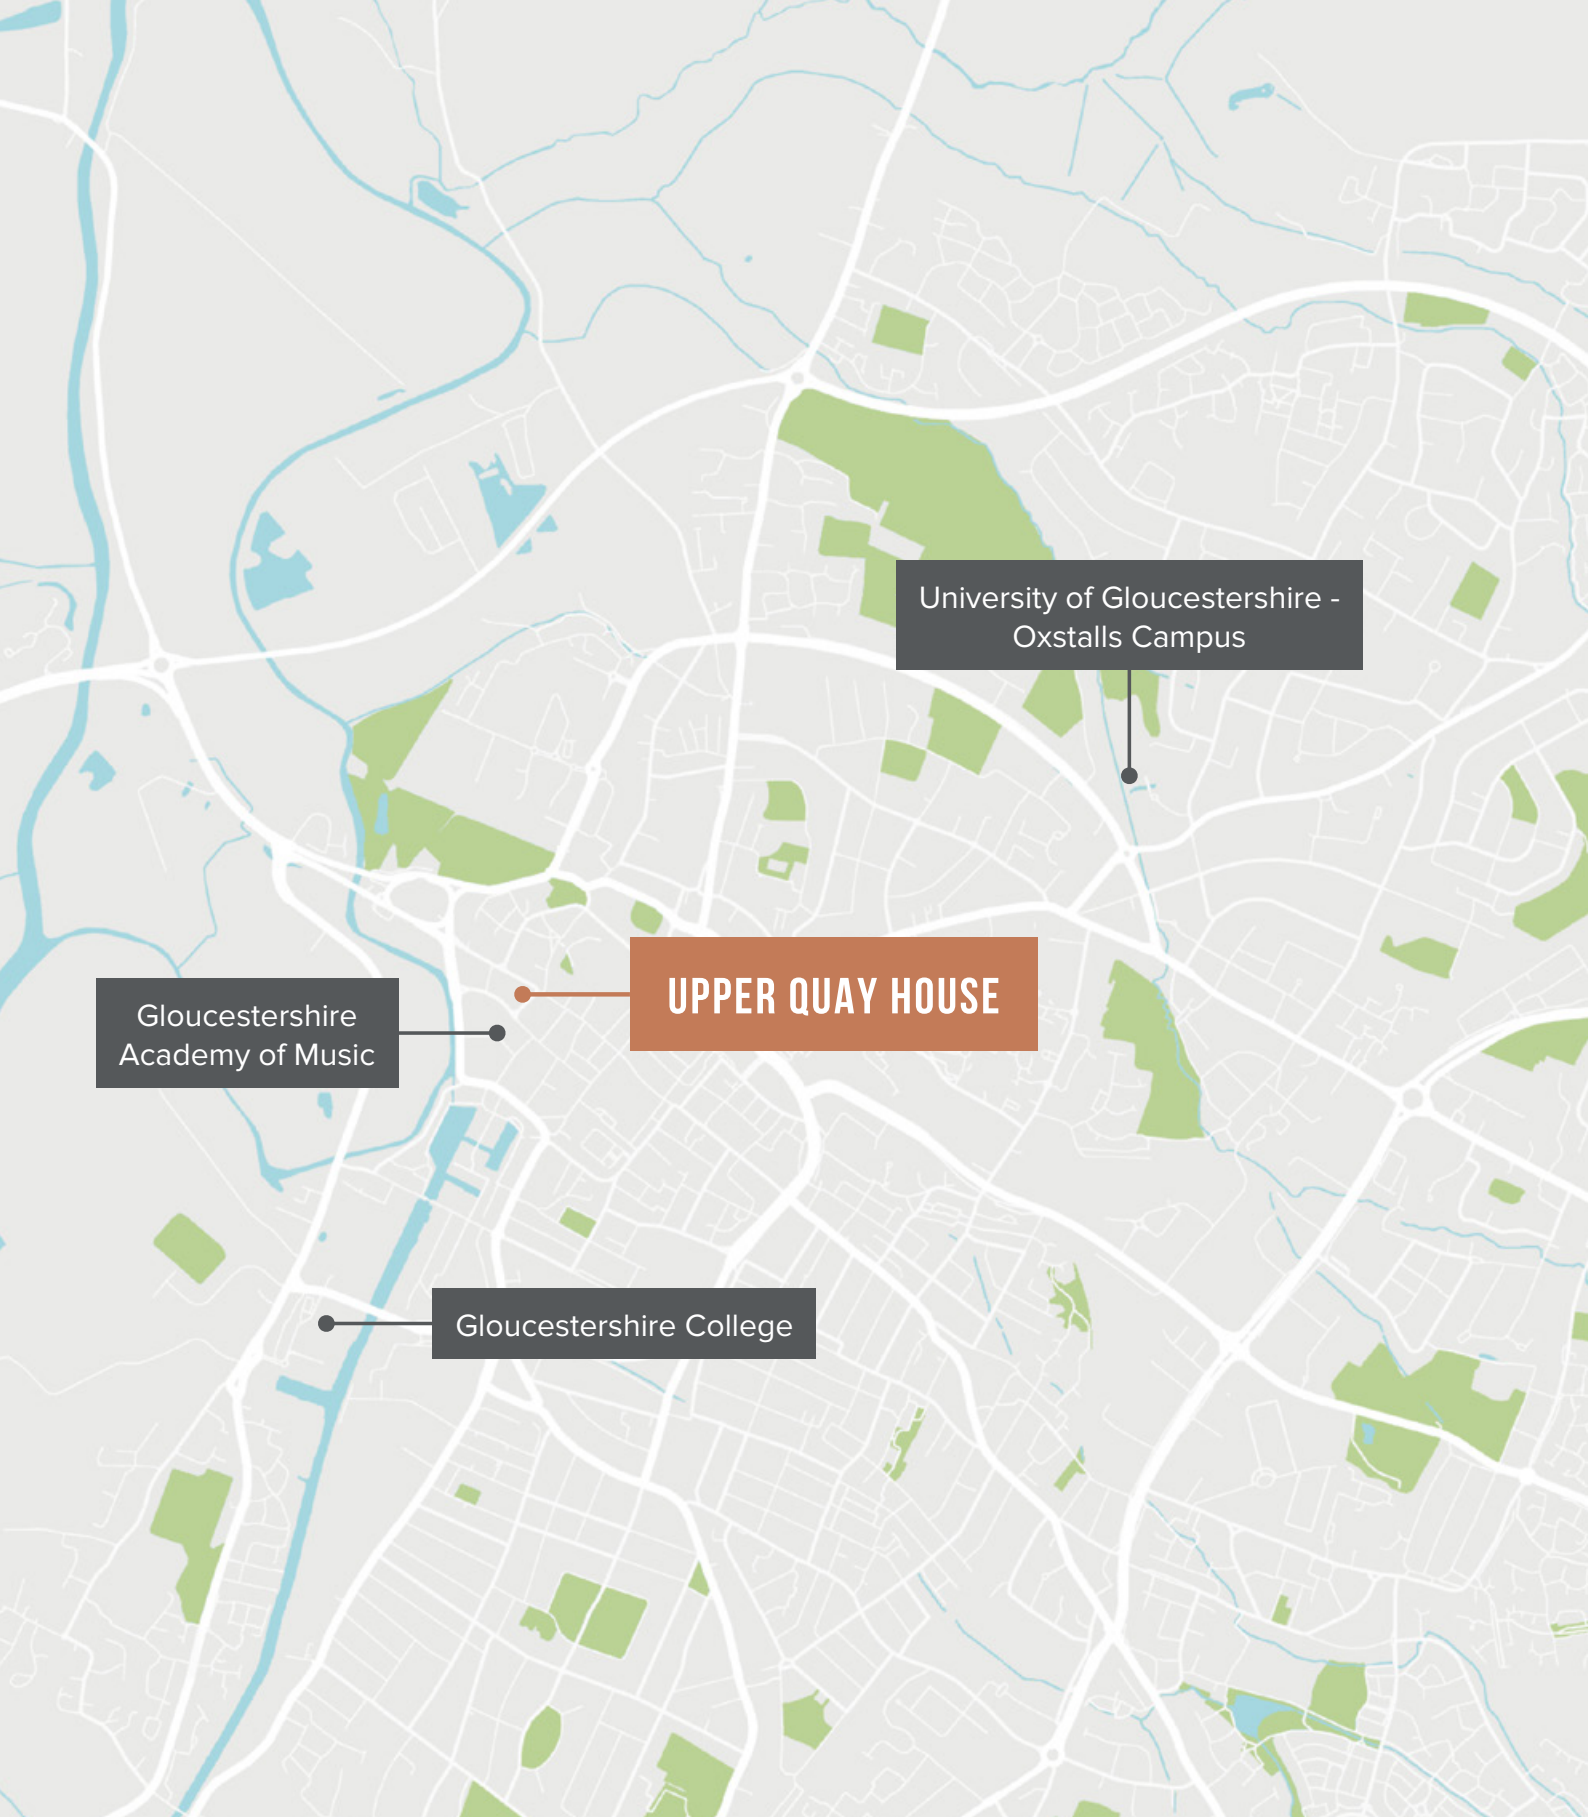 University of Gloucestershire -
Oxstalls Campus
UPPER QUAY HOUSE
Gloucestershire
Academy of Music
Gloucestershire College